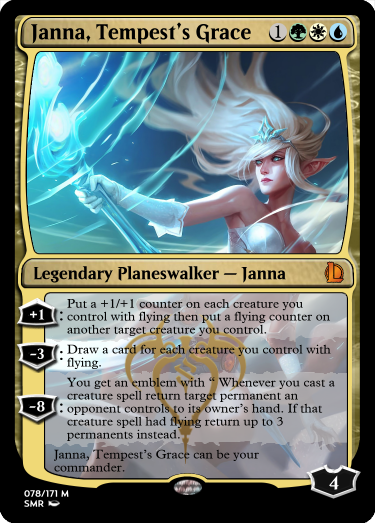 Janna, Tempest's Grace 1
Legendary Planeswalker — Janna
+1: Put a +1/+1 counter on each creature you
control with flying then put a flying counter on
another target creature you control.
-3: Draw a card for each creature you control with
flying.
You get an emblem with “ Whenever you cast a
creature spell return target permanent an
-8: opponent controls to its owner's hand. If that
creature spell had flying return up to 3
permanents instead."
Janna, Tempest's Grace can be your
commander.
4
078/171 M
SMR